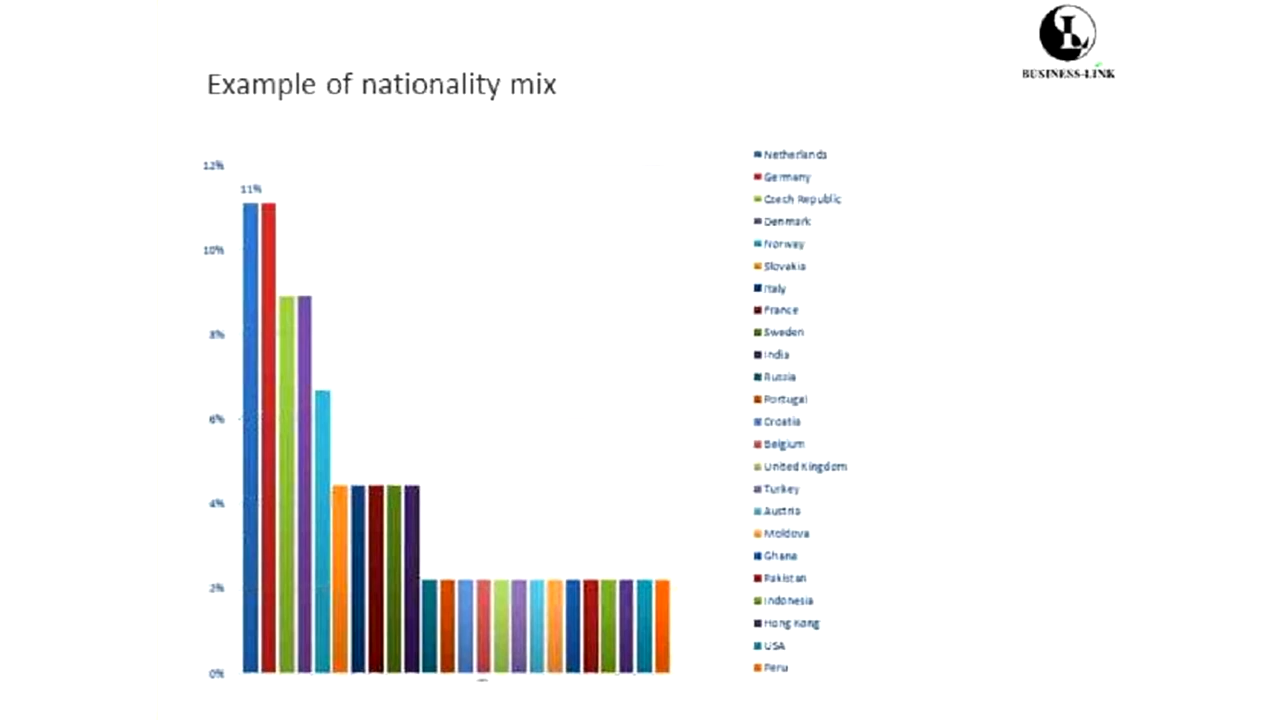 L
BUSINESS-LINK
Example of nationality mix
12%
11%
10%
8%
6%
4%
2%
0%
Netherlands
Germany
Czech Republic
Denmark
Norway
Slovakia
Italy
France
Sweden
India
Russia
Portugal
Croatia
Belgium
United Kingdom
Turkey
Austria
Moldova
Ghana
Pakistan
Indonesia
Hong Kong
USA
Peru